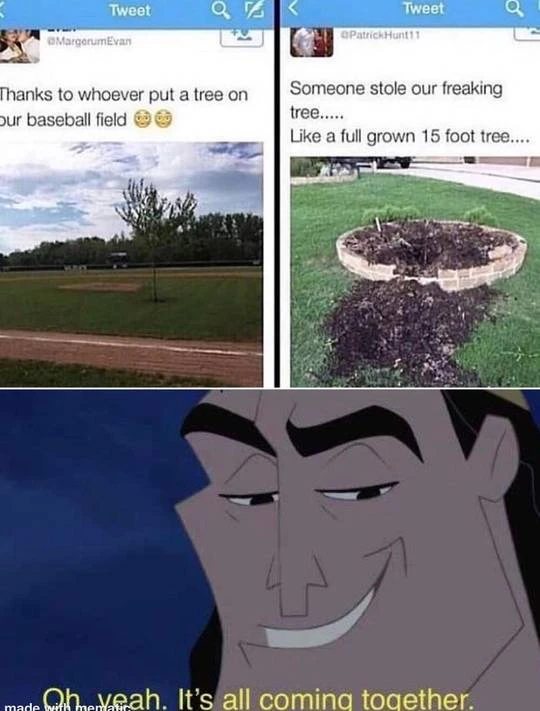 Tweet
@MargerumEvan
Thanks to whoever put a tree on
our baseball field 😳😳
Tweet
@PatrickHunt11
Someone stole our freaking
tree.....
Like a full grown 15 foot tree....
Oh yeah. It's all coming together.
made with mematic